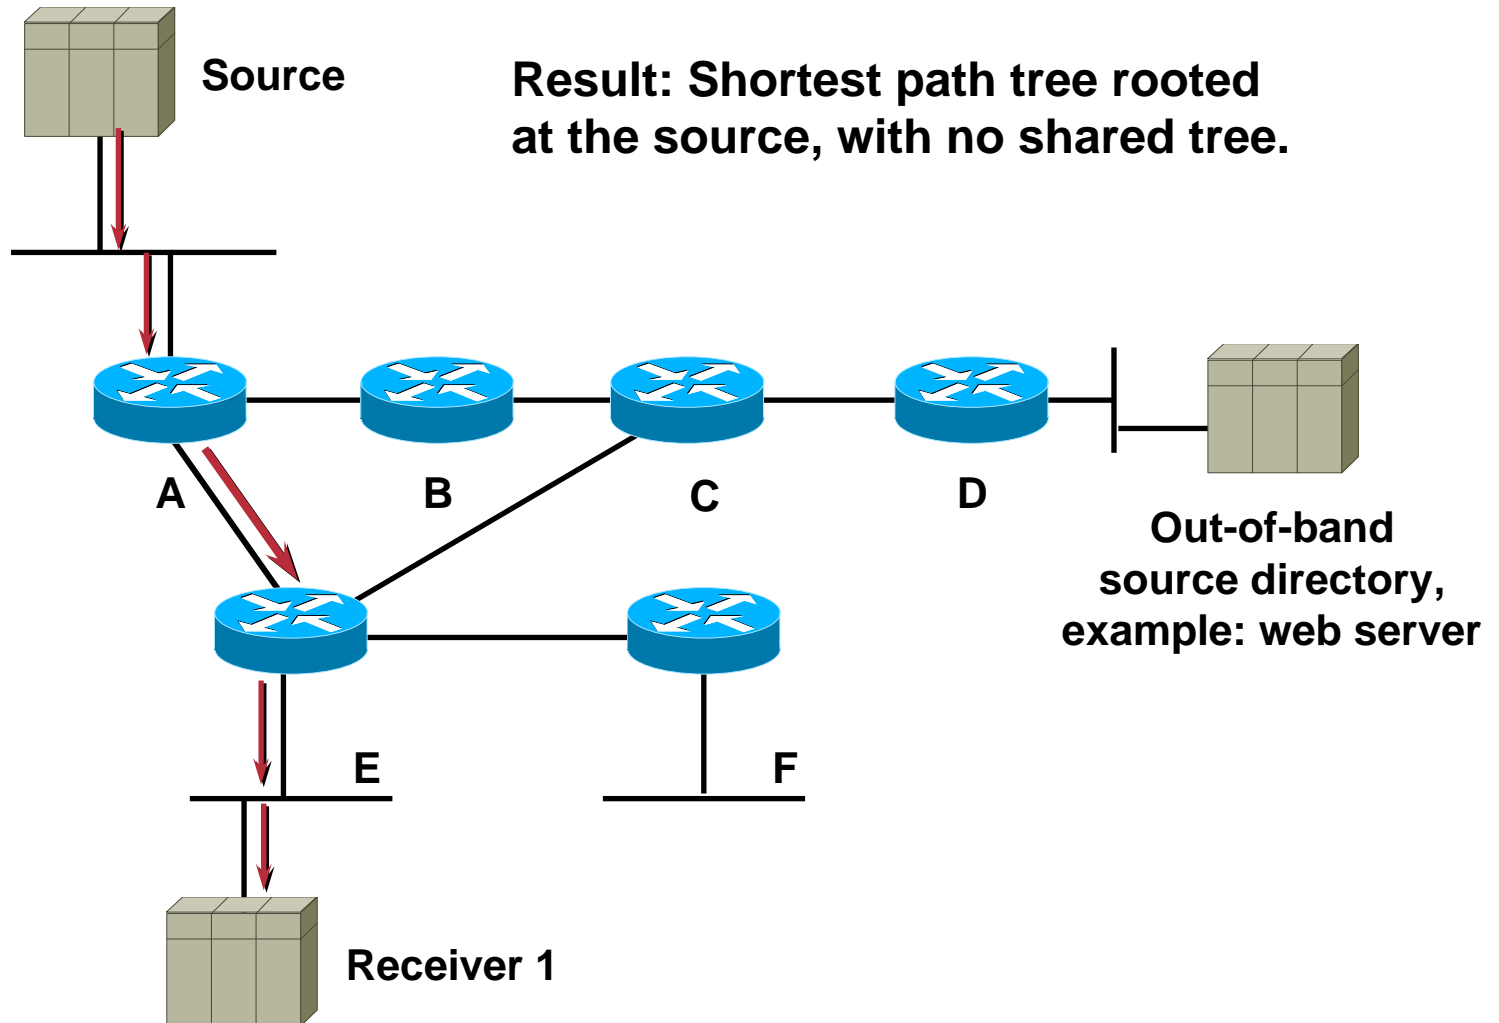 Source
Result: Shortest path tree rooted
at the source, with no shared tree.
A
B
C
D
Out-of-band
source directory,
example: web server
E
F
Receiver 1